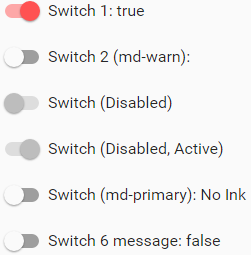 Switch 1: true
Switch 2 (md-warn):
Switch (Disabled)
Switch (Disabled, Active)
Switch (md-primary): No Ink
Switch 6 message: false